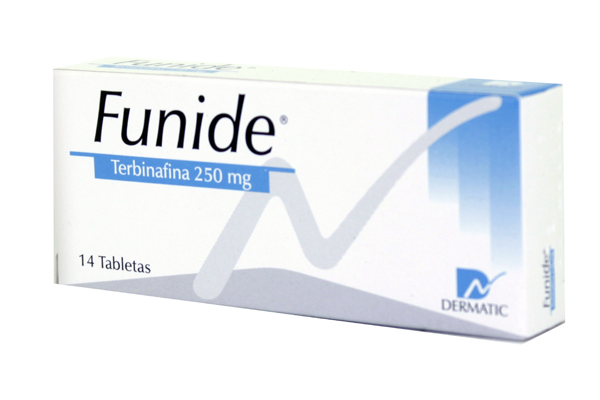 Funide®
Terbinafina 250 mg
14 Tabletas
DERMATIC
Funide